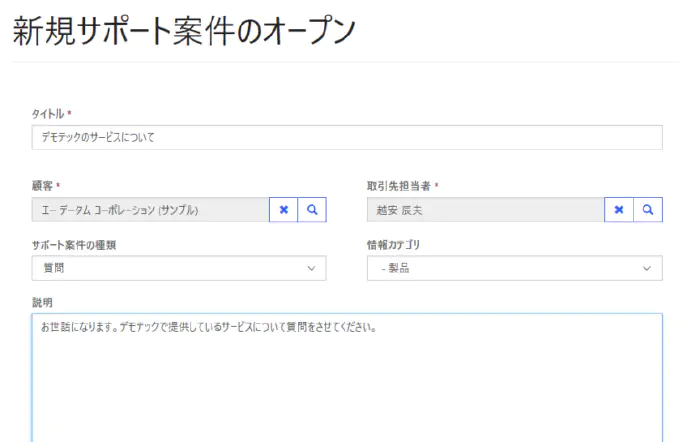 新規サポート案件のオープン
タイトル *
デモテックのサービスについて
顧客 *
取引先担当者 *
エー データム コーポレーション (サンプル)
越安 辰夫
サポート案件の種類
情報カテゴリ
質問
- 製品
説明
お世話になります。デモテックで提供しているサービスについて質問をさせてください。